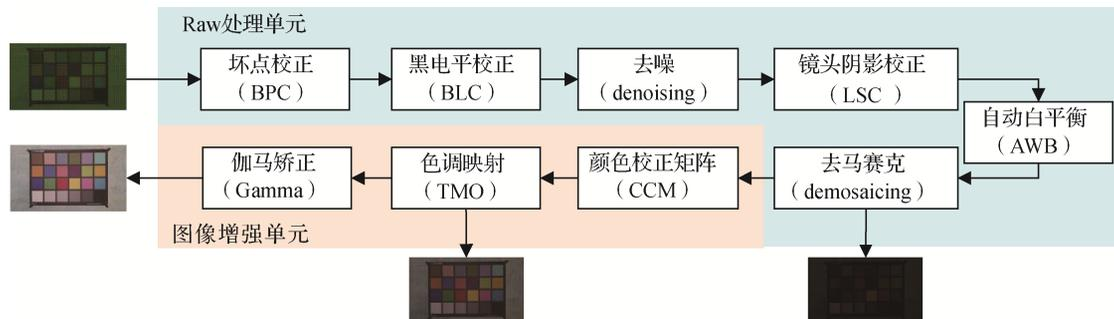 Raw处理单元
坏点校正
（BPC）
黑电平校正
（BLC）
去噪
（denoising）
镜头阴影校正
（LSC）
自动白平衡
（AWB）
去马赛克
（demosaicing）
颜色校正矩阵
（CCM）
色调映射
（TMO）
伽马矫正
（Gamma）
图像增强单元